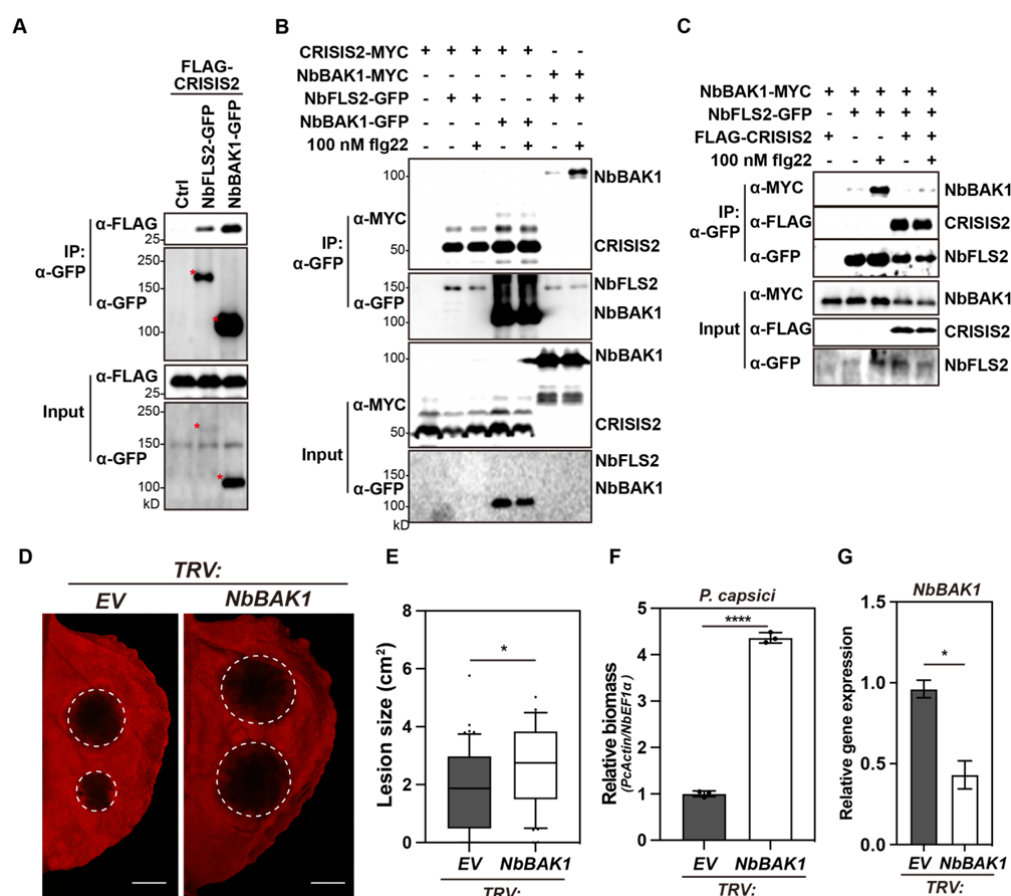 A
FLAG-
CRISIS2
Ctrl
NbFLS2-GFP
NbBAK1-GFP
IP:
α-GFP
α-FLAG
25
250
150
α-GFP
100
Input
α-FLAG
25
250
150
α-GFP
100
kD
* * * *
B
CRISIS2-MYC + + + + + - -
NbBAK1-MYC - - - - - + +
NbFLS2-GFP - + + - - + +
NbBAK1-GFP - - - + + - -
100 nM flg22 - - + - + - +
IP:
α-GFP
α-MYC
100
50
NbBAK1
CRISIS2
α-GFP
150
100
NbFLS2
NbBAK1
Input
α-MYC
100
50
NbBAK1
CRISIS2
α-GFP
150
100
kD
NbFLS2
NbBAK1
C
NbBAK1-MYC + + + + +
NbFLS2-GFP - + + + +
FLAG-CRISIS2 + - - + +
100 nM flg22 - - + - +
IP:
α-GFP
α-MYC NbBAK1
α-FLAG CRISIS2
α-GFP NbFLS2
Input
α-MYC NbBAK1
α-FLAG CRISIS2
α-GFP NbFLS2
D
TRV:
EV NbBAK1
E
Lesion size (cm²)
8
6
4
2
0
*
EV NbBAK1
TRV:
F
P. capsici
Relative biomass
(PcActin/NbEF1α)
5
4
3
2
1
0
****
EV NbBAK1
TRV:
G
NbBAK1
Relative gene expression
1.5
1.0
0.5
0.0
*
EV NbBAK1
TRV: